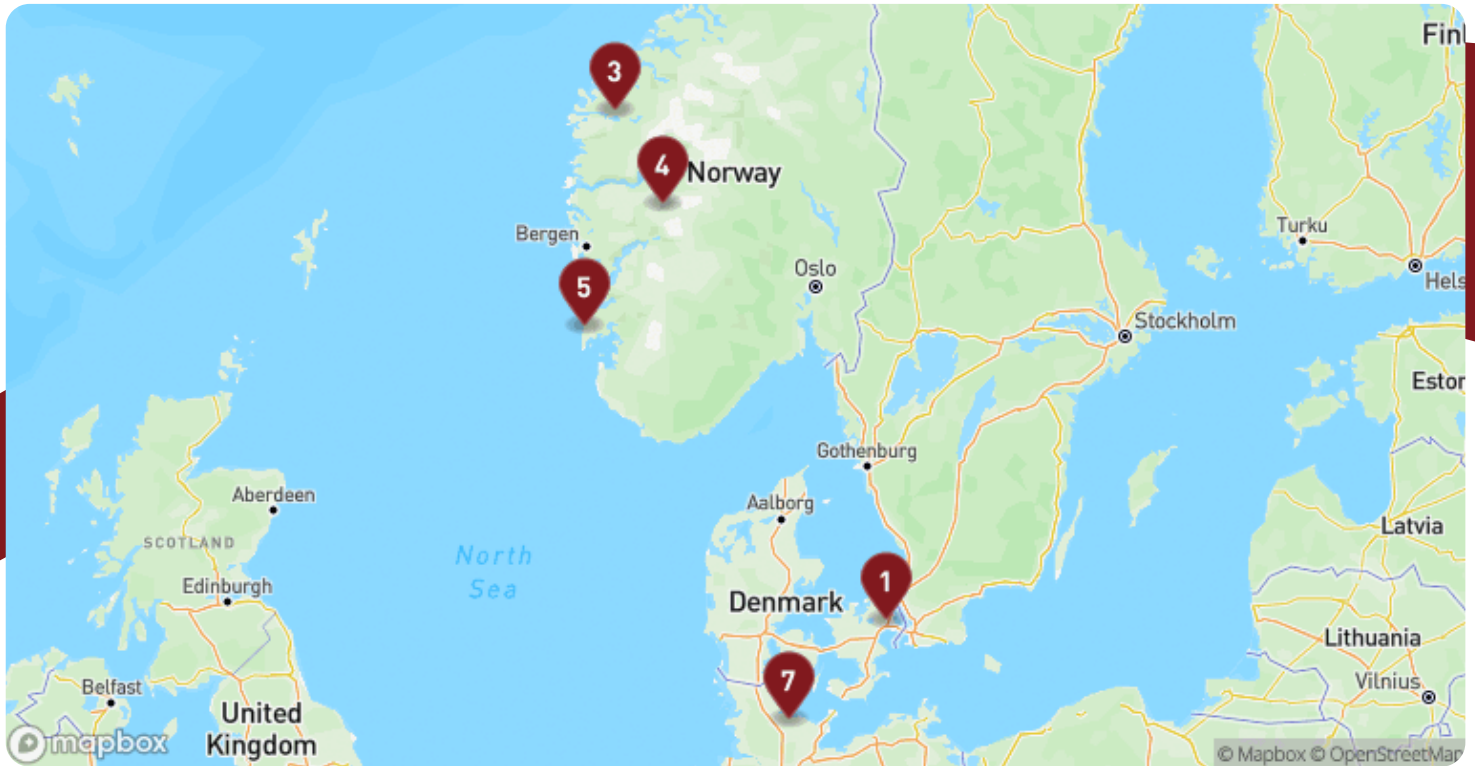 Fin
3
4
Norway
Bergen
Turku
Oslo
5
Hels
Stockholm
Eston
Gothenburg
Aberdeen
Aalborg
Latvia
SCOTLAND
North
Sea
Edinburgh
1
Denmark
Lithuania
7
Belfast
Vilnius
United
Kingdom
mapbox
© Mapbox © OpenStreetMap